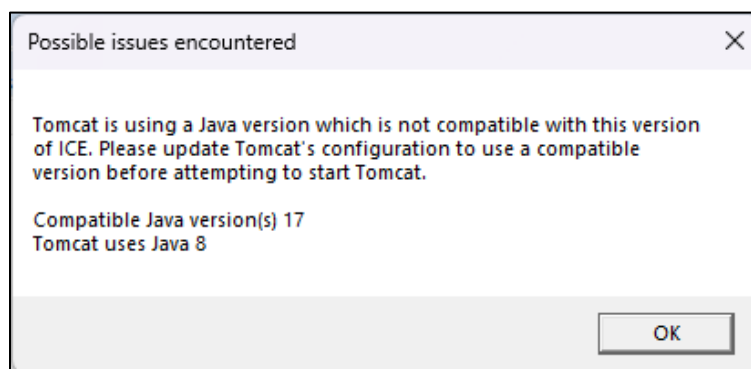 Possible issues encountered
Tomcat is using a Java version which is not compatible with this version
of ICE. Please update Tomcat's configuration to use a compatible
version before attempting to start Tomcat.
Compatible Java version(s) 17
Tomcat uses Java 8
OK